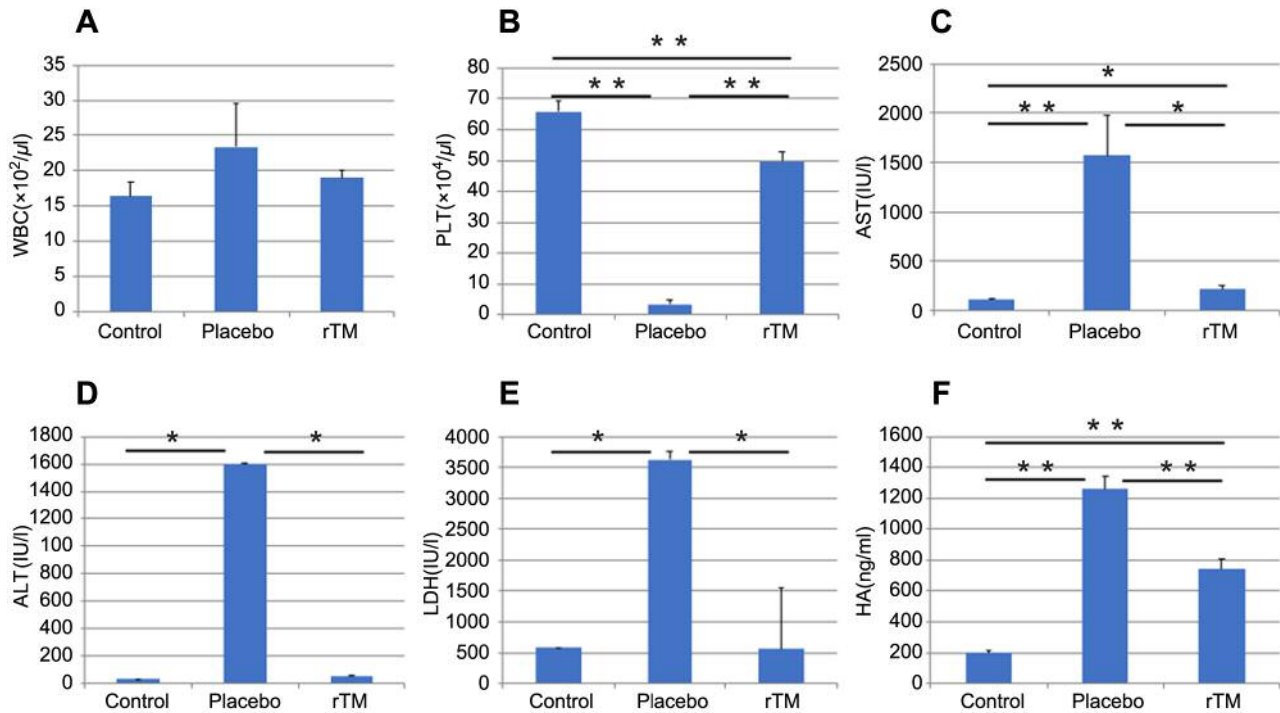 A
WBC(×10²/µl)
35
30
25
20
15
10
5
0
Control Placebo rTM
B
PLT(×10⁴/µl)
80
70
60
50
40
30
20
10
0
* *
* * * *
Control Placebo rTM
C
AST(IU/l)
2500
2000
1500
1000
500
0
*
* * *
Control Placebo rTM
D
ALT(IU/l)
1800
1600
1400
1200
100
800
600
400
200
0
* *
Control Placebo rTM
E
LDH(IU/l)
4000
3500
3000
2500
2000
1500
1000
500
0
* *
Control Placebo rTM
F
HA(ng/ml)
1600
1400
1200
1000
800
600
400
200
0
* *
* * * *
Control Placebo rTM